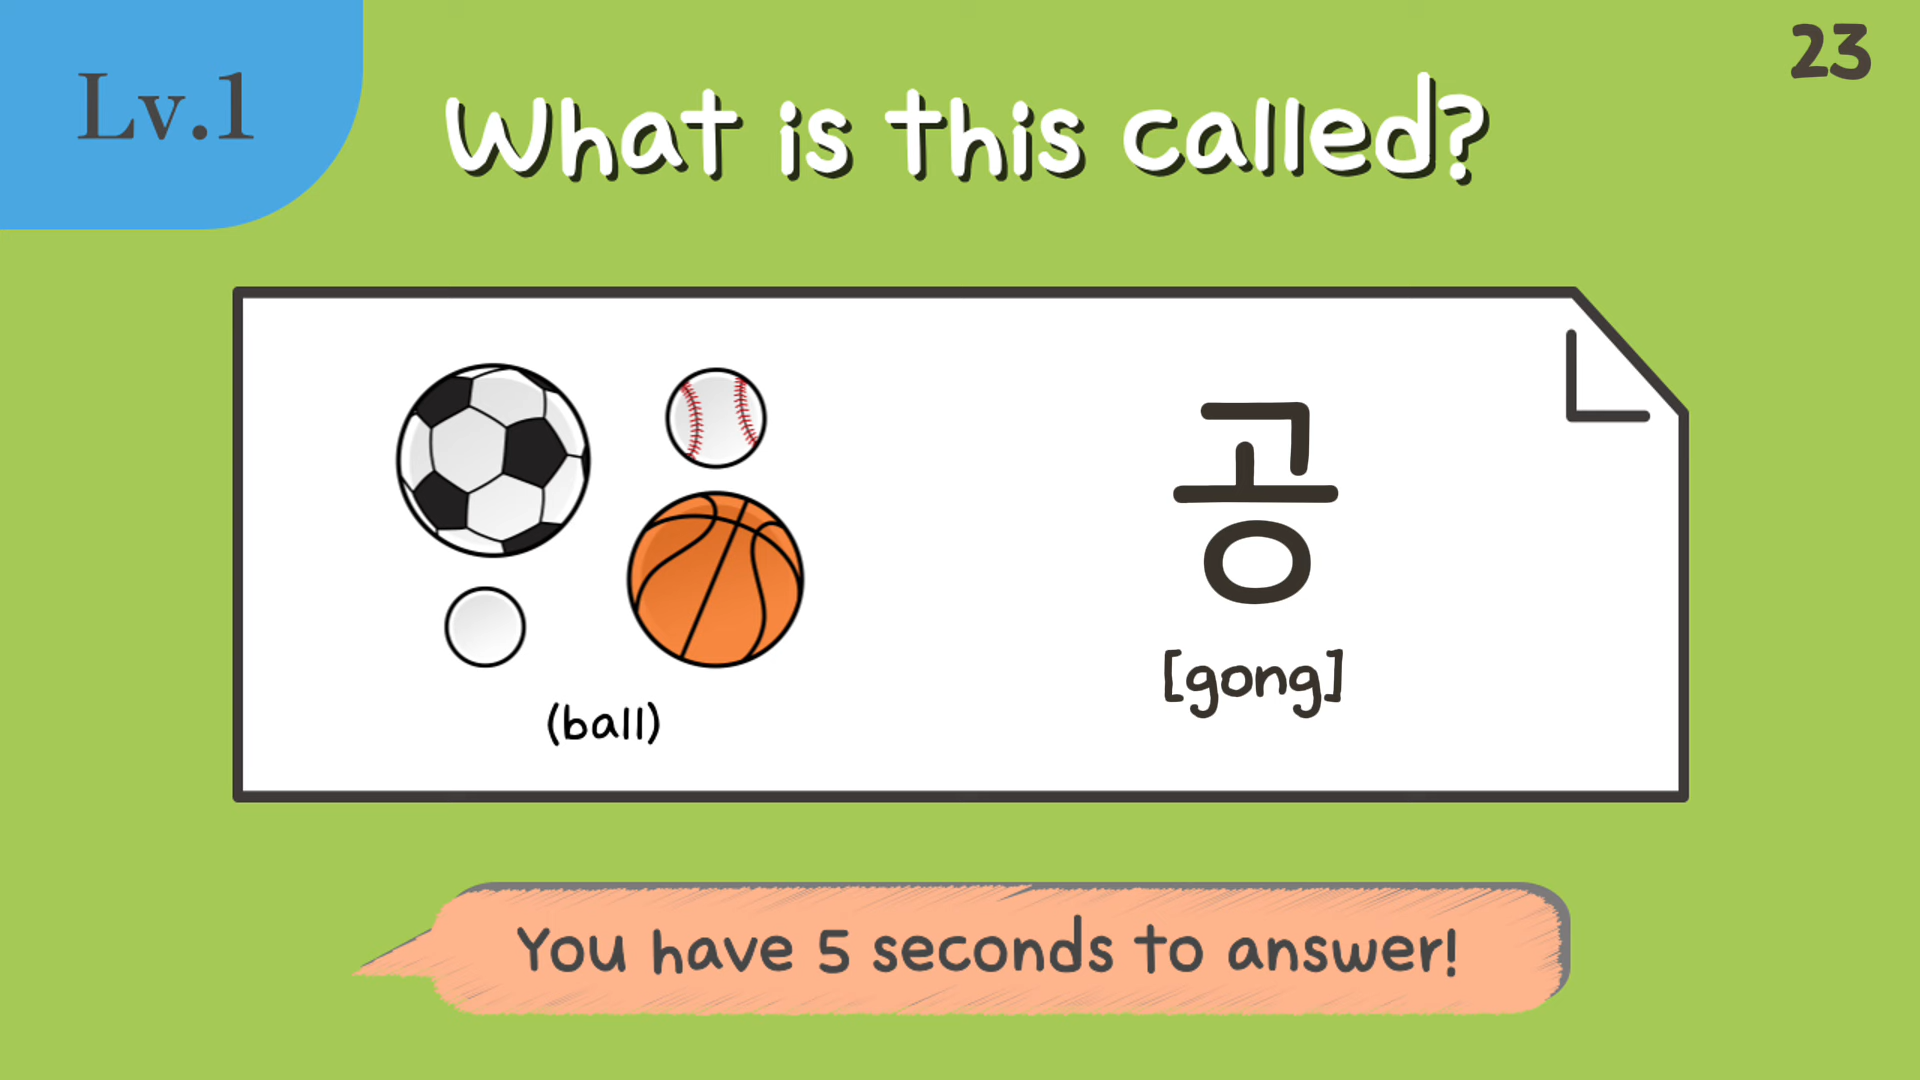 Lv.1
23
What is this called?
공
[gong]
(ball)
You have 5 seconds to answer!